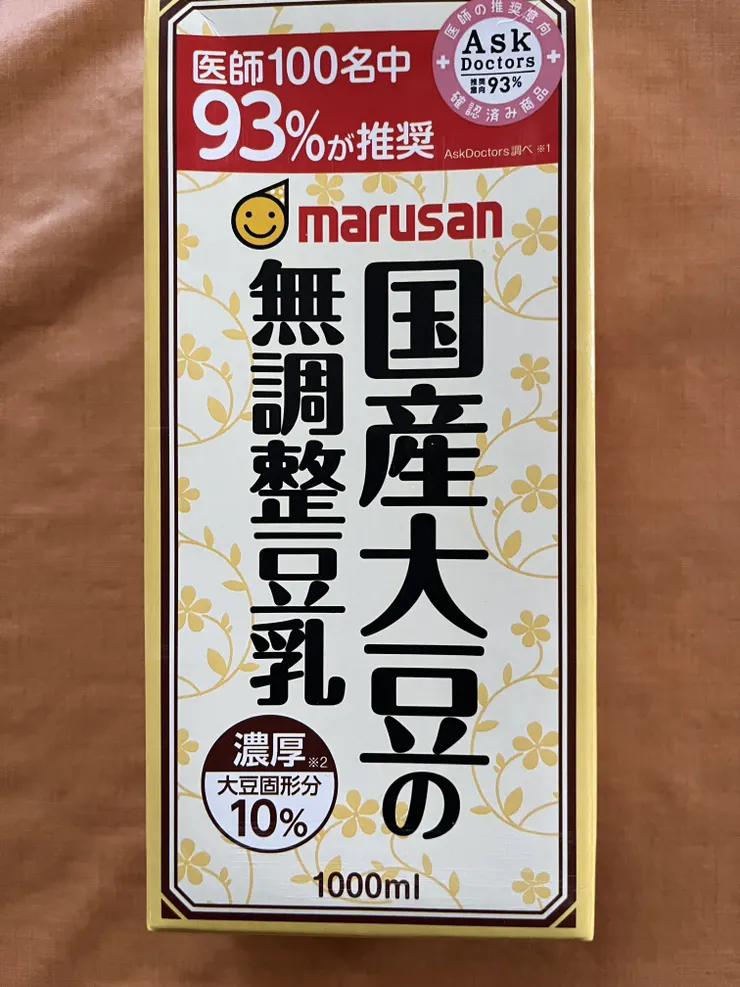 医師100名中
93%が推奨
AskDoctors調べ ※1
医師の推奨意向
Ask
Doctors
推奨
意向 93%
確認済み商品
marusan
国産大豆の
無調整豆乳
濃厚※2
大豆固形分
10%
1000ml